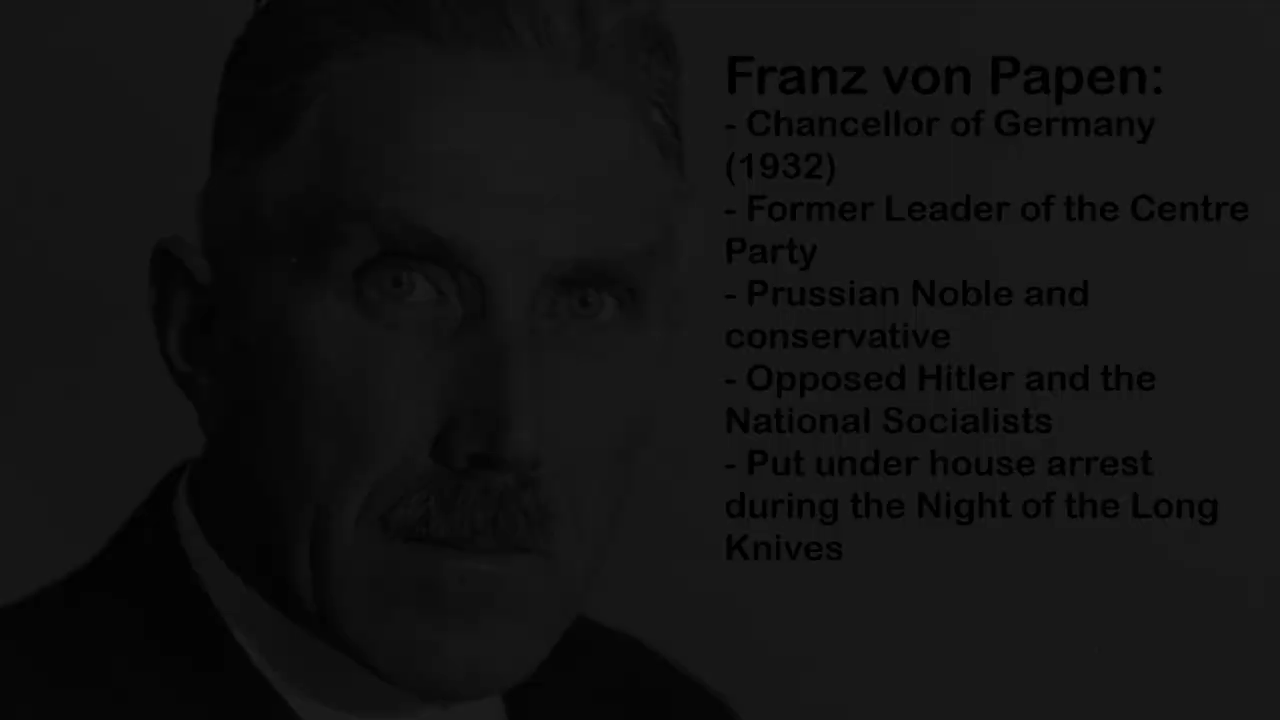 Franz von Papen:
- Chancellor of Germany
(1932)
- Former Leader of the Centre
Party
- Prussian Noble and
conservative
- Opposed Hitler and the
National Socialists
- Put under house arrest
during the Night of the Long
Knives